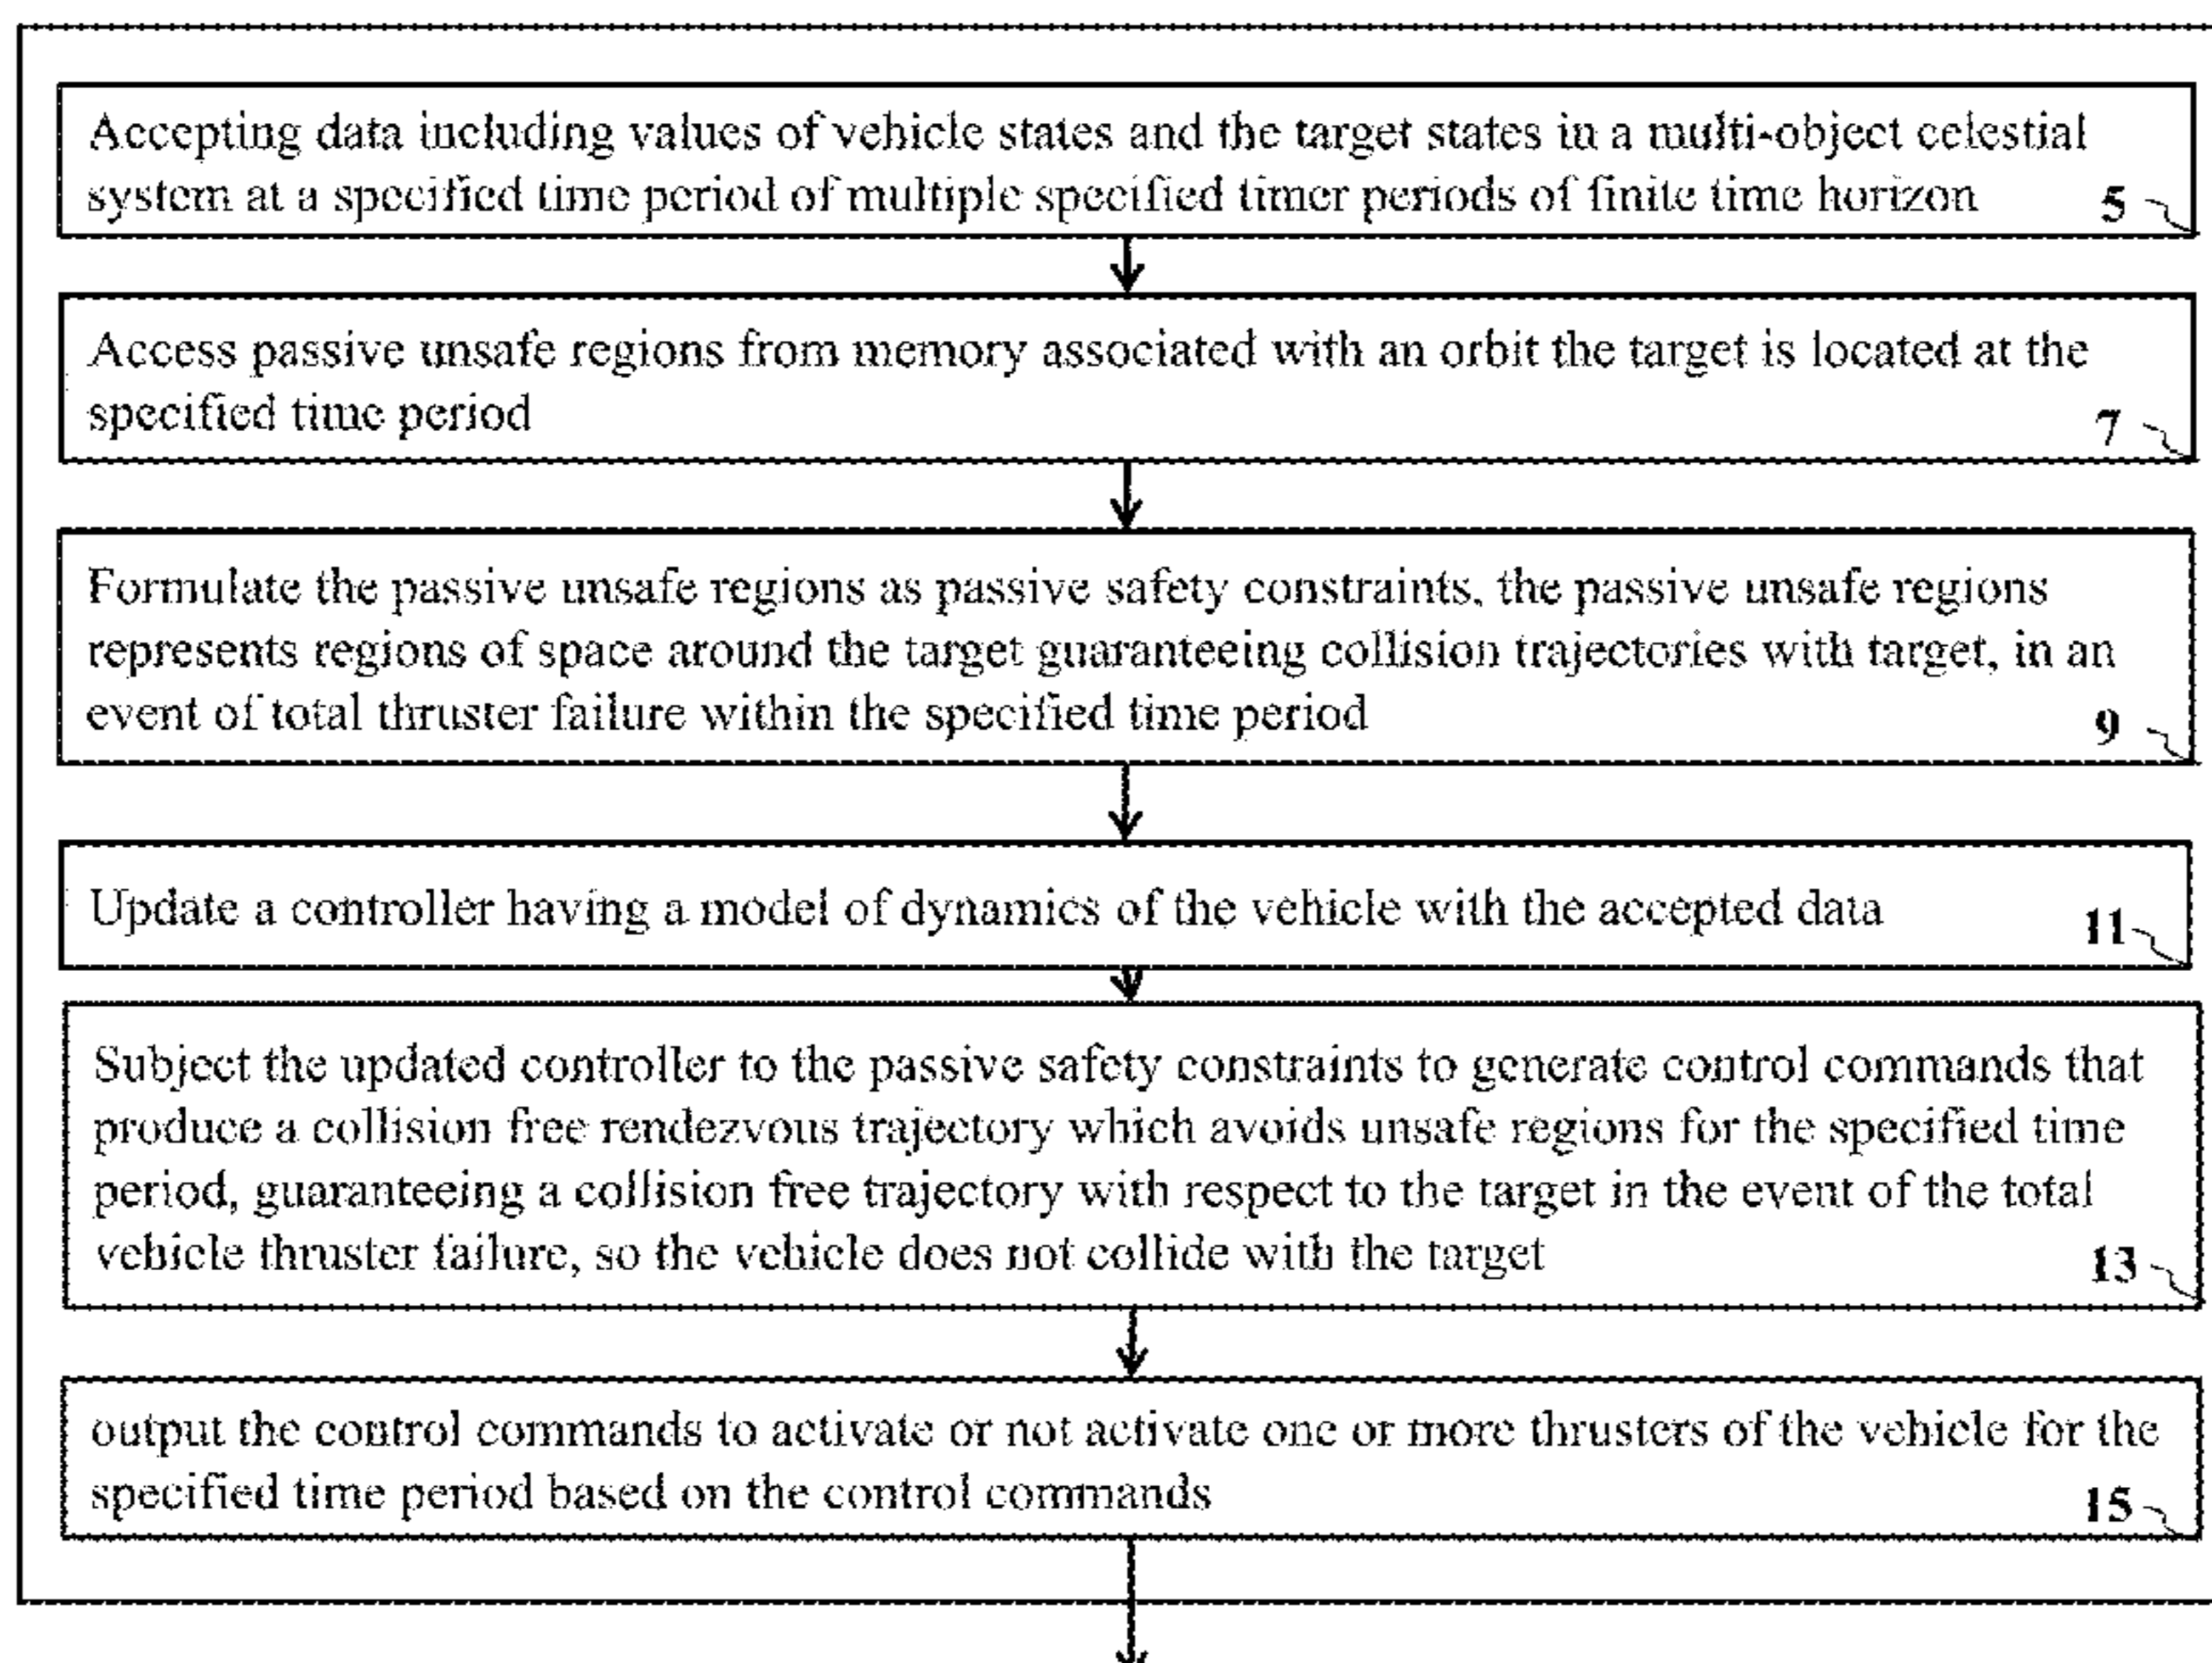 Accepting data including values of vehicle states and the target states in a multi-object celestial
system at a specified time period of multiple specified timer periods of finite time horizon
5
Access passive unsafe regions from memory associated with an orbit the target is located at the
specified time period
7
Formulate the passive unsafe regions as passive safety constraints, the passive unsafe regions
represents regions of space around the target guaranteeing collision trajectories with target, in an
event of total thruster failure within the specified time period
9
Update a controller having a model of dynamics of the vehicle with the accepted data
11
Subject the updated controller to the passive safety constraints to generate control commands that
produce a collision free rendezvous trajectory which avoids unsafe regions for the specified time
period, guaranteeing a collision free trajectory with respect to the target in the event of the total
vehicle thruster failure, so the vehicle does not collide with the target
13
output the control commands to activate or not activate one or more thrusters of the vehicle for the
specified time period based on the control commands
15